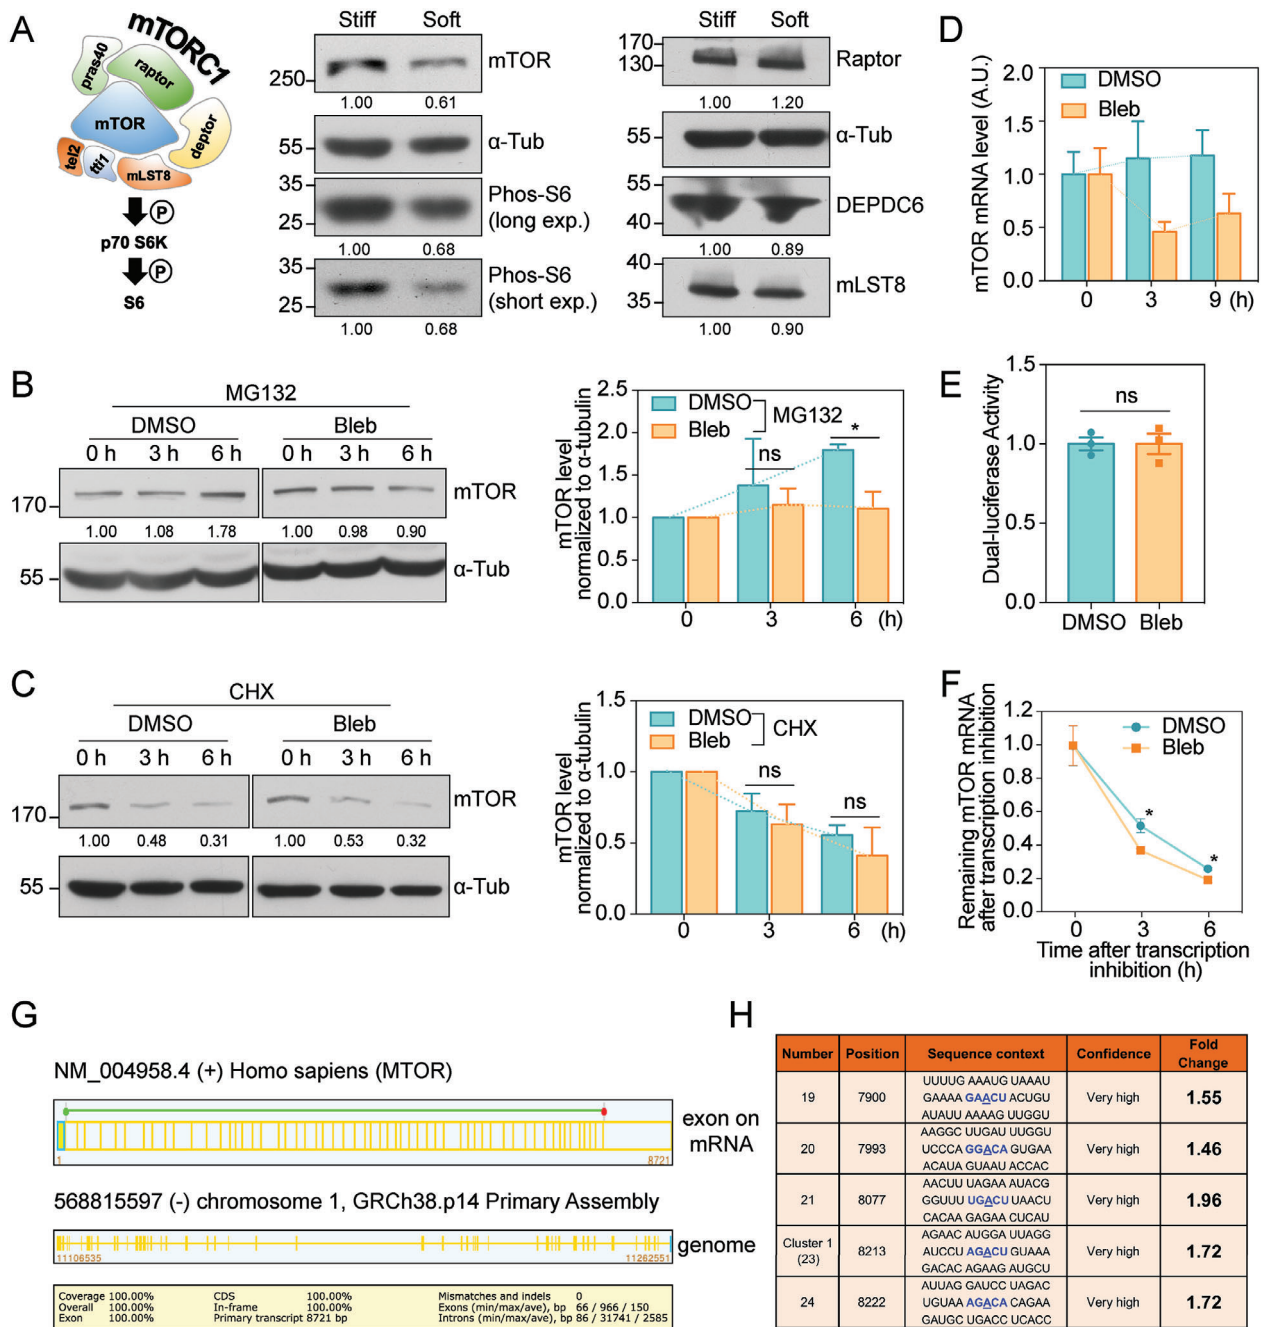 A
mTORC1
pras40
raptor
mTOR
deptor
tel2
tti1
mLST8
P
p70 S6K
P
S6
Stiff Soft
250
mTOR
1.00 0.61
55
α-Tub
35
25
Phos-S6
(long exp.)
1.00 0.68
35
25
Phos-S6
(short exp.)
1.00 0.68
Stiff Soft
170
130
Raptor
1.00 1.20
55
α-Tub
55
40
DEPDC6
1.00 0.89
40
35
mLST8
1.00 0.90
D
mTOR mRNA level (A.U.)
2.0
1.5
1.0
0.5
0.0
DMSO
Bleb
0 3 9 (h)
B
MG132
DMSO Bleb
0 h 3 h 6 h 0 h 3 h 6 h
170
mTOR
1.00 1.08 1.78 1.00 0.98 0.90
55
α-Tub
mTOR level
normalized to α-tubulin
2.5
2.0
1.5
1.0
0.5
0.0
DMSO
Bleb
MG132
ns
*
0 3 6 (h)
E
Dual-luciferase Activity
1.5
1.0
0.5
0.0
ns
DMSO Bleb
C
CHX
DMSO Bleb
0 h 3 h 6 h 0 h 3 h 6 h
170
mTOR
1.00 0.48 0.31 1.00 0.53 0.32
55
α-Tub
mTOR level
normalized to α-tubulin
1.5
1.0
0.5
0.0
DMSO
Bleb
CHX
ns
ns
0 3 6 (h)
F
Remaining mTOR mRNA
after transcription inhibition
1.2
1.0
0.8
0.6
0.4
0.2
0.0
DMSO
Bleb
*
*
0 3 6
Time after transcription
inhibition (h)
G
NM_004958.4 (+) Homo sapiens (MTOR)
exon on
mRNA
1 8721
568815597 (-) chromosome 1, GRCh38.p14 Primary Assembly
genome
11106535 11262551
Coverage 100.00% CDS 100.00% Mismatches and indels 0
Overall 100.00% In-frame 100.00% Exons (min/max/ave), bp 66 / 966 / 150
Exon 100.00% Primary transcript 8721 bp Introns (min/max/ave), bp 86 / 31741 / 2585
H
Number Position Sequence context Confidence Fold
Change
UUUUG AAAUG UAAAU
19 7900 GAAAA GAACU ACUGU Very high 1.55
AUAUU AAAAG UUGGU
AAGGC UUGAU UUGGU
20 7993 UCCCA GGACA GUGAA Very high 1.46
ACAUA GUAAU ACCAC
AACUU UAGAA AUACG
21 8077 GGUUU UGACU UAACU Very high 1.96
CACAA GAGAA CUCAU
AGAAC AUGGA UUAGG
Cluster 1
(23) 8213 AUCCU AGACU GUAAA Very high 1.72
GACAC AGAAG AUGCU
AUUAG GAUCC UAGAC
24 8222 UGUAA AGACA CAGAA Very high 1.72
GAUGC UGACC UCACC